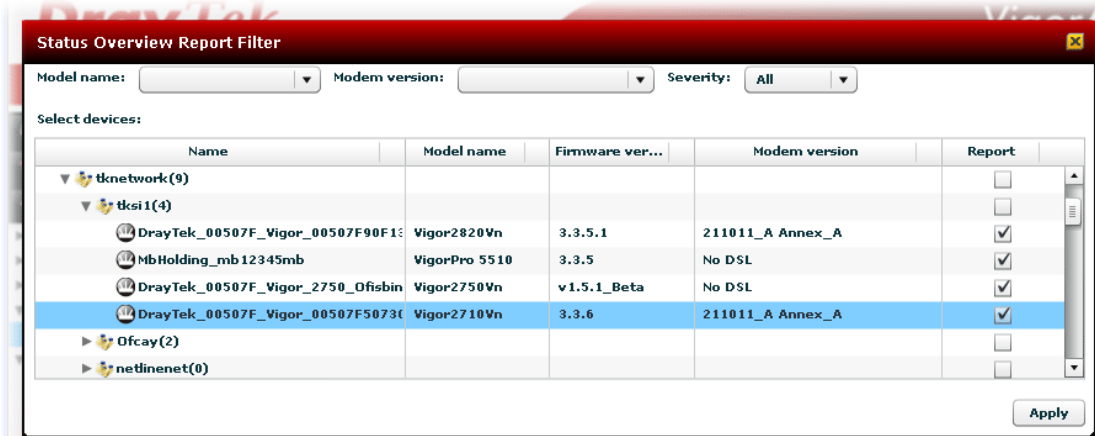 DrayTek
Status Overview Report Filter
Model name: Modem version: Severity: All
Select devices:
Name Model name Firmware ver... Modem version Report
tknetwork(9)
tksi1(4)
DrayTek_00507F_Vigor_00507F90F13 Vigor2820Vn 3.3.5.1 211011_A Annex_A
MbHolding_mb12345mb VigorPro 5510 3.3.5 No DSL
DrayTek_00507F_Vigor_2750_Ofisbin Vigor2750Vn v1.5.1_Beta No DSL
DrayTek_00507F_Vigor_00507F5073 Vigor2710Vn 3.3.6 211011_A Annex_A
Ofcay(2)
netlinenet(0)
Apply